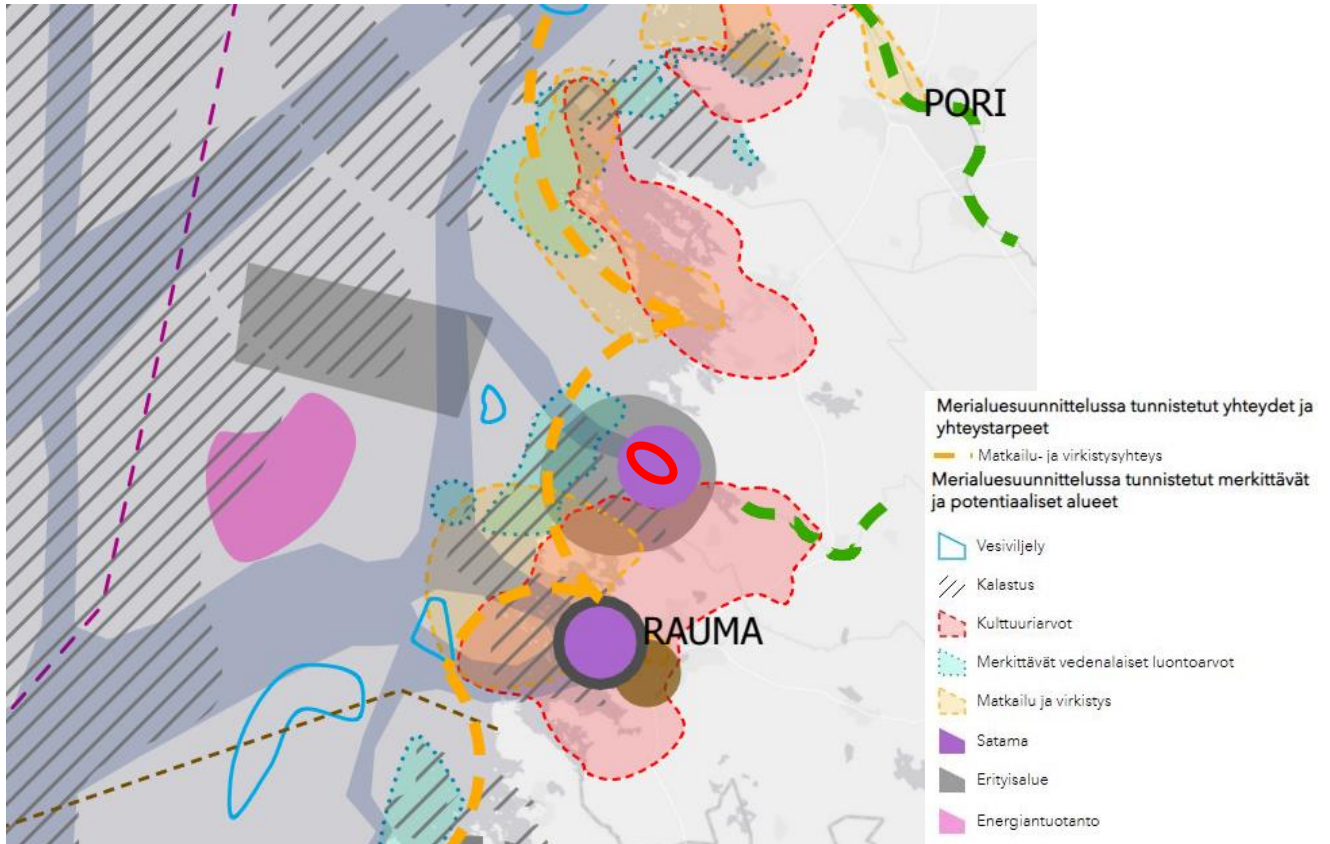 PORI
RAUMA
Merialuesuunnittelussa tunnistetut yhteydet ja
yhteystarpeet
Matkailu- ja virkistysyhteys
Merialuesuunnittelussa tunnistetut merkittävät
ja potentiaaliset alueet
Vesiviljely
Kalastus
Kulttuuriarvot
Merkittävät vedenalaiset luontoarvot
Matkailu ja virkistys
Satama
Erityisalue
Energiantuotanto